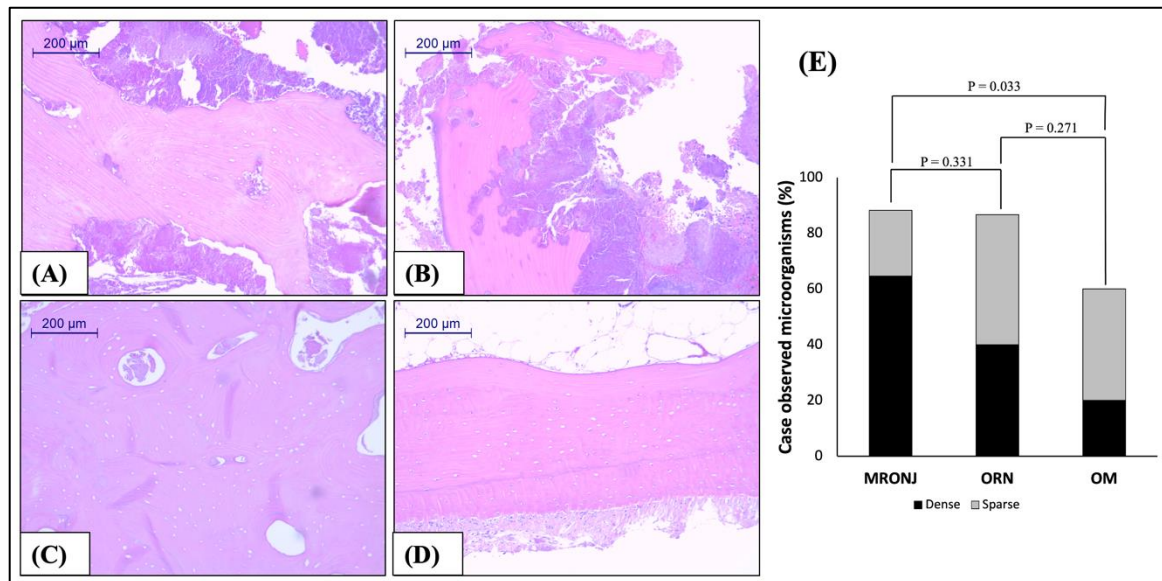 200 µm
(A)
200 µm
(B)
200 µm
(C)
200 µm
(D)
(E)
P = 0.033
P = 0.271
P = 0.331
Case observed microorganisms (%)
100
80
60
40
20
0
MRONJ ORN OM
Dense Sparse